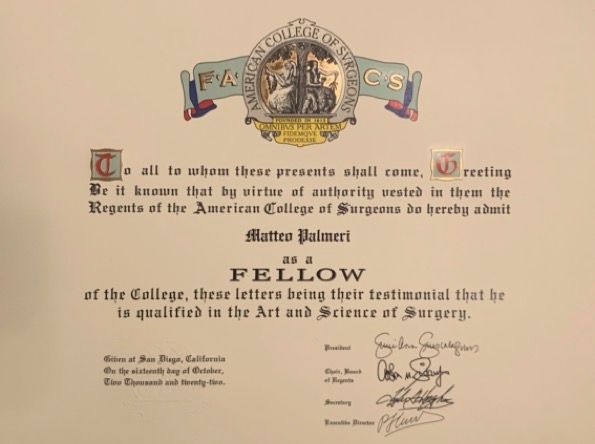 AMERICAN COLLEGE OF SURGEONS
F·A C·S
FOUNDED IN 1913
OMNIBVS PER ARTEM
FIDEMQVE
PRODESSE
To all to whom these presents shall come, Greeting
Be it known that by virtue of authority vested in them the
Regents of the American College of Surgeons do hereby admit
Matteo Palmeri
as a
FELLOW
of the College, these letters being their testimonial that he
is qualified in the Art and Science of Surgery.
Given at San Diego, California
On the sixteenth day of October,
Two Thousand and twenty-two.
President
Chair, Board
of Regents
Secretary
Executive Director